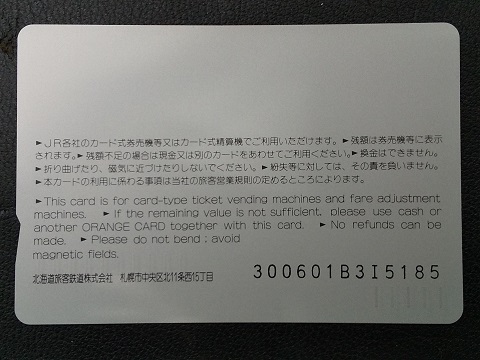 ►JR各社のカード式券売機等又はカード式精算機でご利用いただけます。►残額は券売機等に表示
されます。►残額不足の場合は現金又は別のカードをあわせてご利用ください。►換金はできません。
►折り曲げたり、磁気に近づけたりしないでください。►紛失等に対しては、その責を負いません。
►本カードの利用に係わる事項は当社の旅客営業規則の定めるところによります。
►This card is for card-type ticket vending machines and fare adjustment
machines. ►If the remaining value is not sufficient, please use cash or
another ORANGE CARD together with this card. ►No refunds can be
made. ►Please do not bend; avoid
magnetic fields.
北海道旅客鉄道株式会社 札幌市中央区北11条西15丁目 300601B3I5185